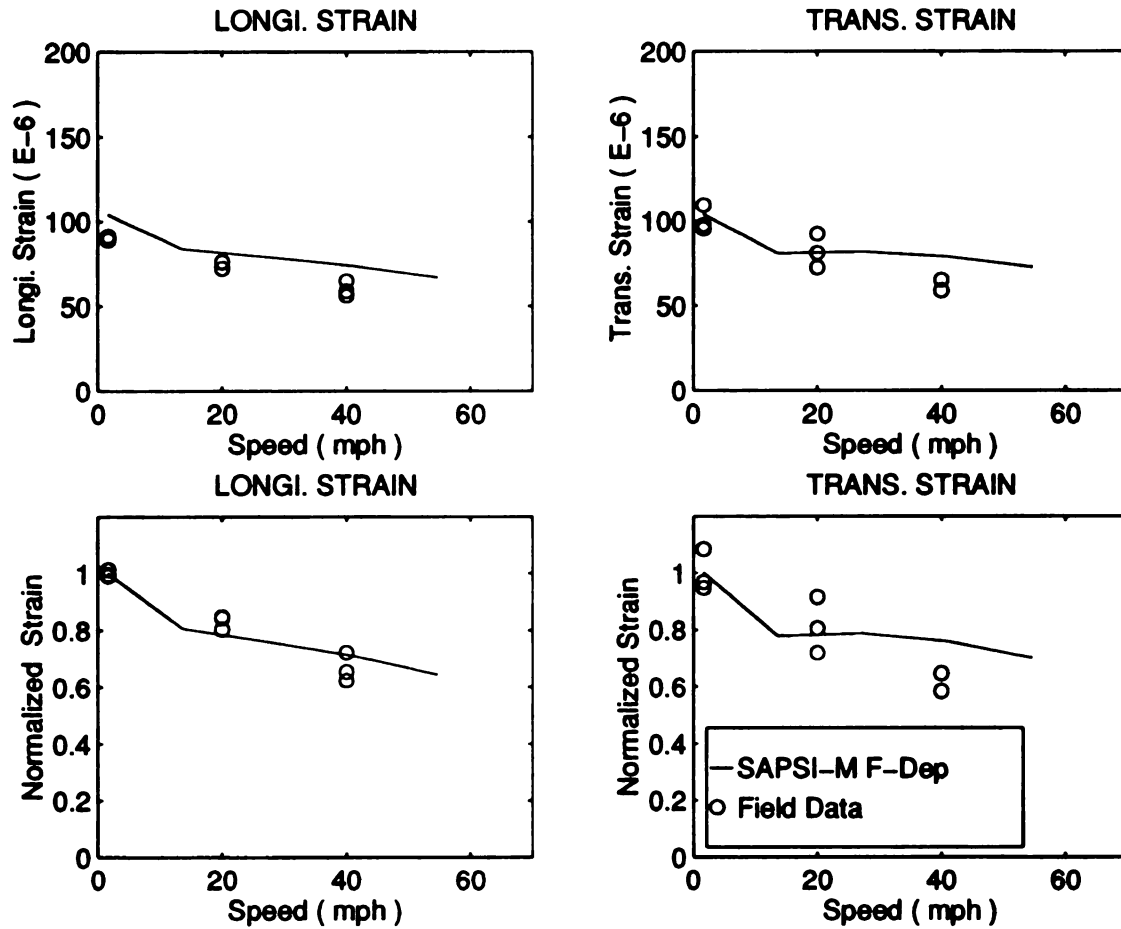 LONGI. STRAIN
200
150
100
50
0
Longi. Strain ( E-6 )
0 20 40 60
Speed ( mph )
TRANS. STRAIN
200
150
100
50
0
Trans. Strain ( E-6 )
0 20 40 60
Speed ( mph )
LONGI. STRAIN
1
0.8
0.6
0.4
0.2
0
Normalized Strain
0 20 40 60
Speed ( mph )
TRANS. STRAIN
1
0.8
0.6
0.4
0.2
0
Normalized Strain
SAPSI-M F-Dep
Field Data
0 20 40 60
Speed ( mph )